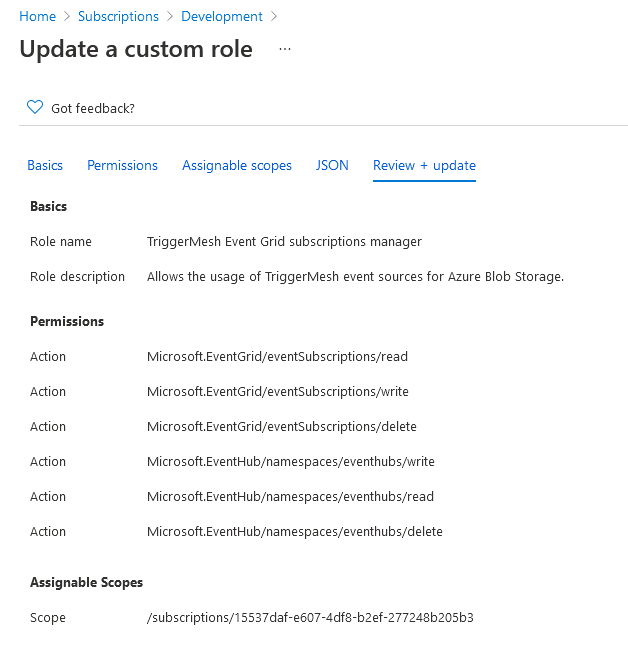 Home > Subscriptions > Development >
Update a custom role ...
Got feedback?
Basics Permissions Assignable scopes JSON Review + update
Basics
Role name TriggerMesh Event Grid subscriptions manager
Role description Allows the usage of TriggerMesh event sources for Azure Blob Storage.
Permissions
Action Microsoft.EventGrid/eventSubscriptions/read
Action Microsoft.EventGrid/eventSubscriptions/write
Action Microsoft.EventGrid/eventSubscriptions/delete
Action Microsoft.EventHub/namespaces/eventhubs/write
Action Microsoft.EventHub/namespaces/eventhubs/read
Action Microsoft.EventHub/namespaces/eventhubs/delete
Assignable Scopes
Scope /subscriptions/15537daf-e607-4df8-b2ef-277248b205b3